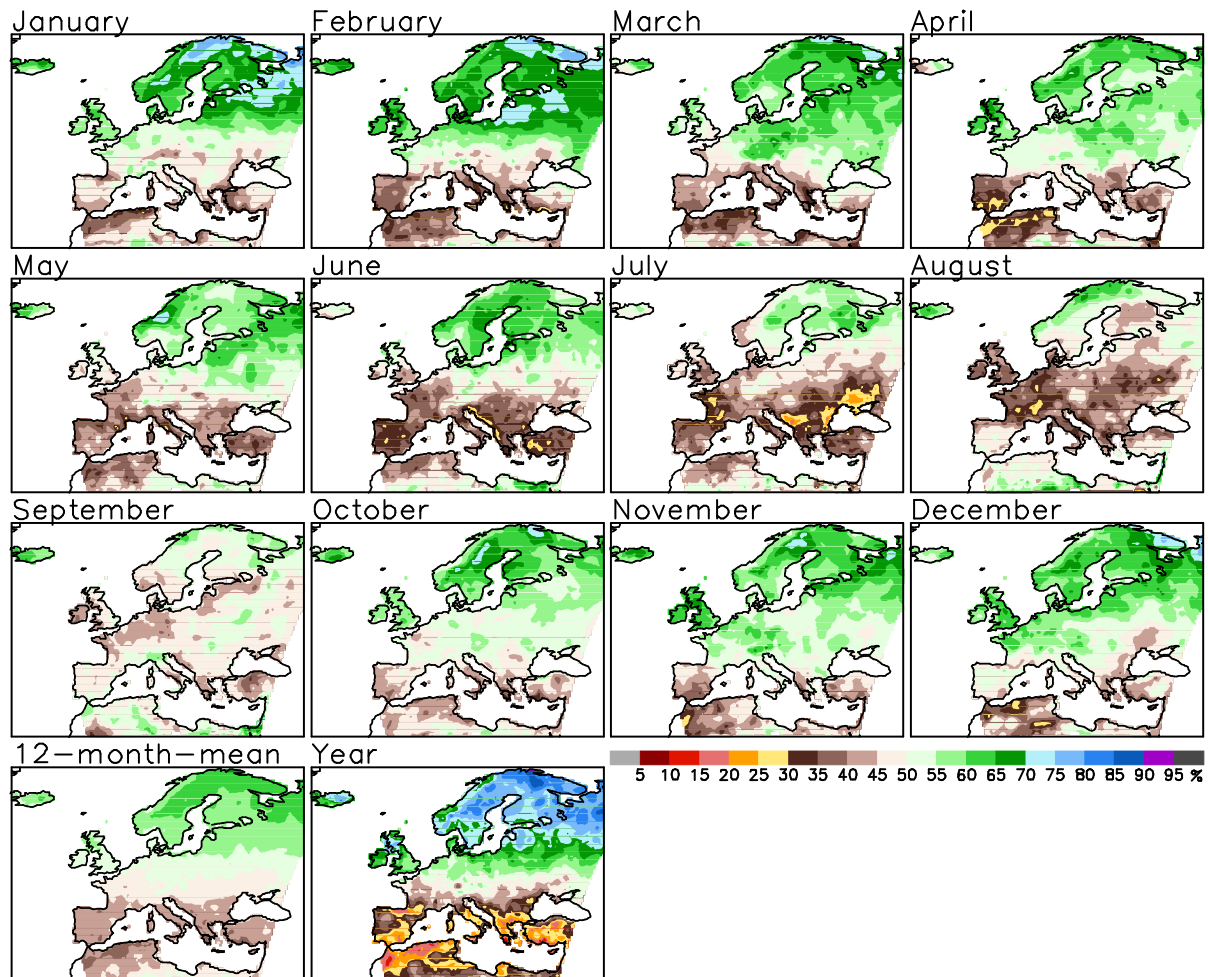 January February March April
May June July August
September October November December
12-month-mean Year
5 10 15 20 25 30 35 40 45 50 55 60 65 70 75 80 85 90 95 %